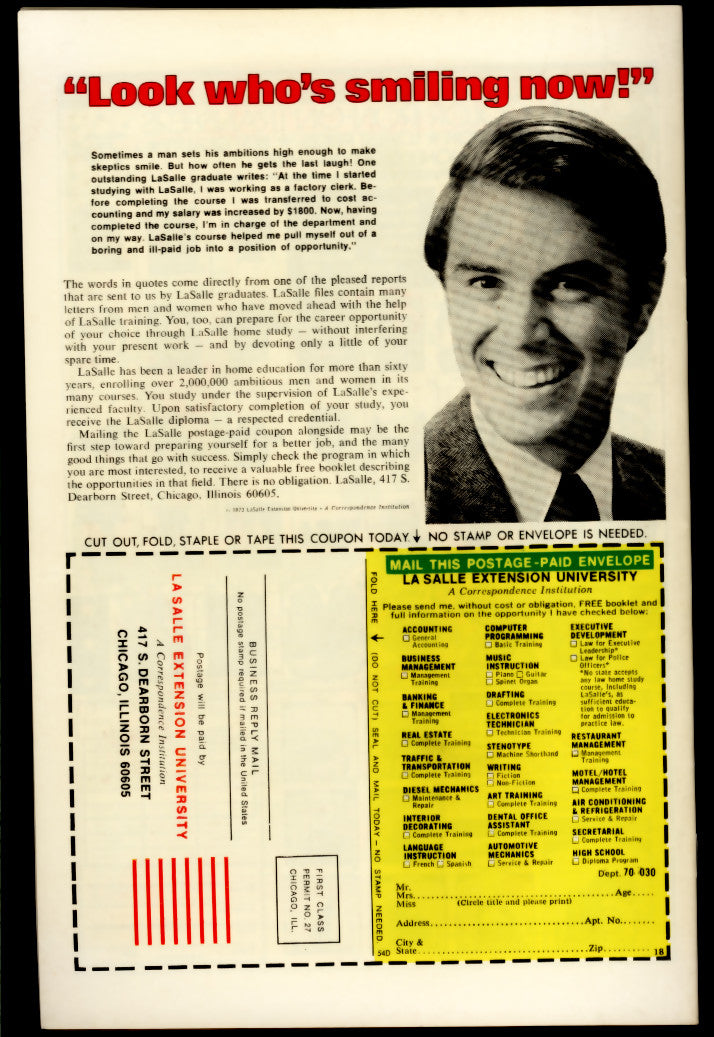 “Look who's smiling now!”
Sometimes a man sets his ambitions high enough to make
skeptics smile. But how often he gets the last laugh! One
outstanding LaSalle graduate writes: “At the time I started
studying with LaSalle, I was working as a factory clerk. Be-
fore completing the course I was transferred to cost ac-
counting and my salary was increased by $1800. Now, having
completed the course, I'm in charge of the department and
on my way. LaSalle's course helped me pull myself out of a
boring and ill-paid job into a position of opportunity.”
The words in quotes come directly from one of the pleased reports
that are sent to us by LaSalle graduates. LaSalle files contain many
letters from men and women who have moved ahead with the help
of LaSalle training. You, too, can prepare for the career opportunity
of your choice through LaSalle home study — without interfering
with your present work — and by devoting only a little of your
spare time.
LaSalle has been a leader in home education for more than sixty
years, enrolling over 2,000,000 ambitious men and women in its
many courses. You study under the supervision of LaSalle's expe-
rienced faculty. Upon satisfactory completion of your study, you
receive the LaSalle diploma — a respected credential.
Mailing the LaSalle postage-paid coupon alongside may be the
first step toward preparing yourself for a better job, and the many
good things that go with success. Simply check the program in which
you are most interested, to receive a valuable free booklet describing
the opportunities in that field. There is no obligation. LaSalle, 417 S.
Dearborn Street, Chicago, Illinois 60605.
LaSalle Extension University - A Correspondence Institution
CUT OUT, FOLD, STAPLE OR TAPE THIS COUPON TODAY ↓ NO STAMP OR ENVELOPE IS NEEDED.
FIRST CLASS
PERMIT NO. 27
CHICAGO, ILL.
BUSINESS REPLY MAIL
No postage stamp required if mailed in the United States
Postage will be paid by
LA SALLE EXTENSION UNIVERSITY
A Correspondence Institution
417 S. DEARBORN STREET
CHICAGO, ILLINOIS 60605
FOLD HERE → (DO NOT CUT) SEAL AND MAIL TODAY — NO STAMP NEEDED
MAIL THIS POSTAGE-PAID ENVELOPE
LA SALLE EXTENSION UNIVERSITY
A Correspondence Institution
Please send me, without cost or obligation, FREE booklet and
full information on the opportunity I have checked below:
ACCOUNTING
☐ General
Accounting
BUSINESS
MANAGEMENT
☐ Management
Training
BANKING
& FINANCE
☐ Management
Training
REAL ESTATE
☐ Complete Training
TRAFFIC &
TRANSPORTATION
☐ Complete Training
DIESEL MECHANICS
☐ Maintenance &
Repair
INTERIOR
DECORATING
☐ Complete Training
LANGUAGE
INSTRUCTION
☐ French ☐ Spanish
COMPUTER
PROGRAMMING
☐ Basic Training
MUSIC
INSTRUCTION
☐ Piano ☐ Guitar
☐ Spinet Organ
DRAFTING
☐ Complete Training
ELECTRONICS
TECHNICIAN
☐ Technician Training
STENOTYPE
☐ Machine Shorthand
WRITING
☐ Fiction
☐ Non-Fiction
ART TRAINING
☐ Complete Training
DENTAL OFFICE
ASSISTANT
☐ Complete Training
AUTOMOTIVE
MECHANICS
☐ Service & Repair
EXECUTIVE
DEVELOPMENT
☐ Law for Executive
Leadership*
☐ Law for Police
Officers*
*No state accepts
any law home study
course, including
LaSalle's, as
sufficient educa-
tion to qualify
for admission to
practice law.
RESTAURANT
MANAGEMENT
☐ Management
Training
MOTEL/HOTEL
MANAGEMENT
☐ Complete Training
AIR CONDITIONING
& REFRIGERATION
☐ Service & Repair
SECRETARIAL
☐ Complete Training
HIGH SCHOOL
☐ Diploma Program
Dept. 70-030
Mr.
Mrs. Age
Miss (Circle title and please print)
Address Apt. No.
City &
State Zip
54D 18